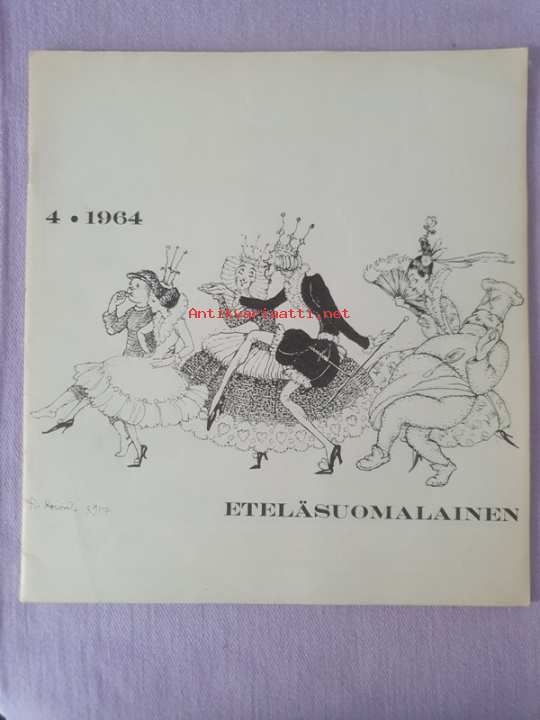 4 • 1964
Antikvariaatti.net
ETELÄSUOMALAINEN